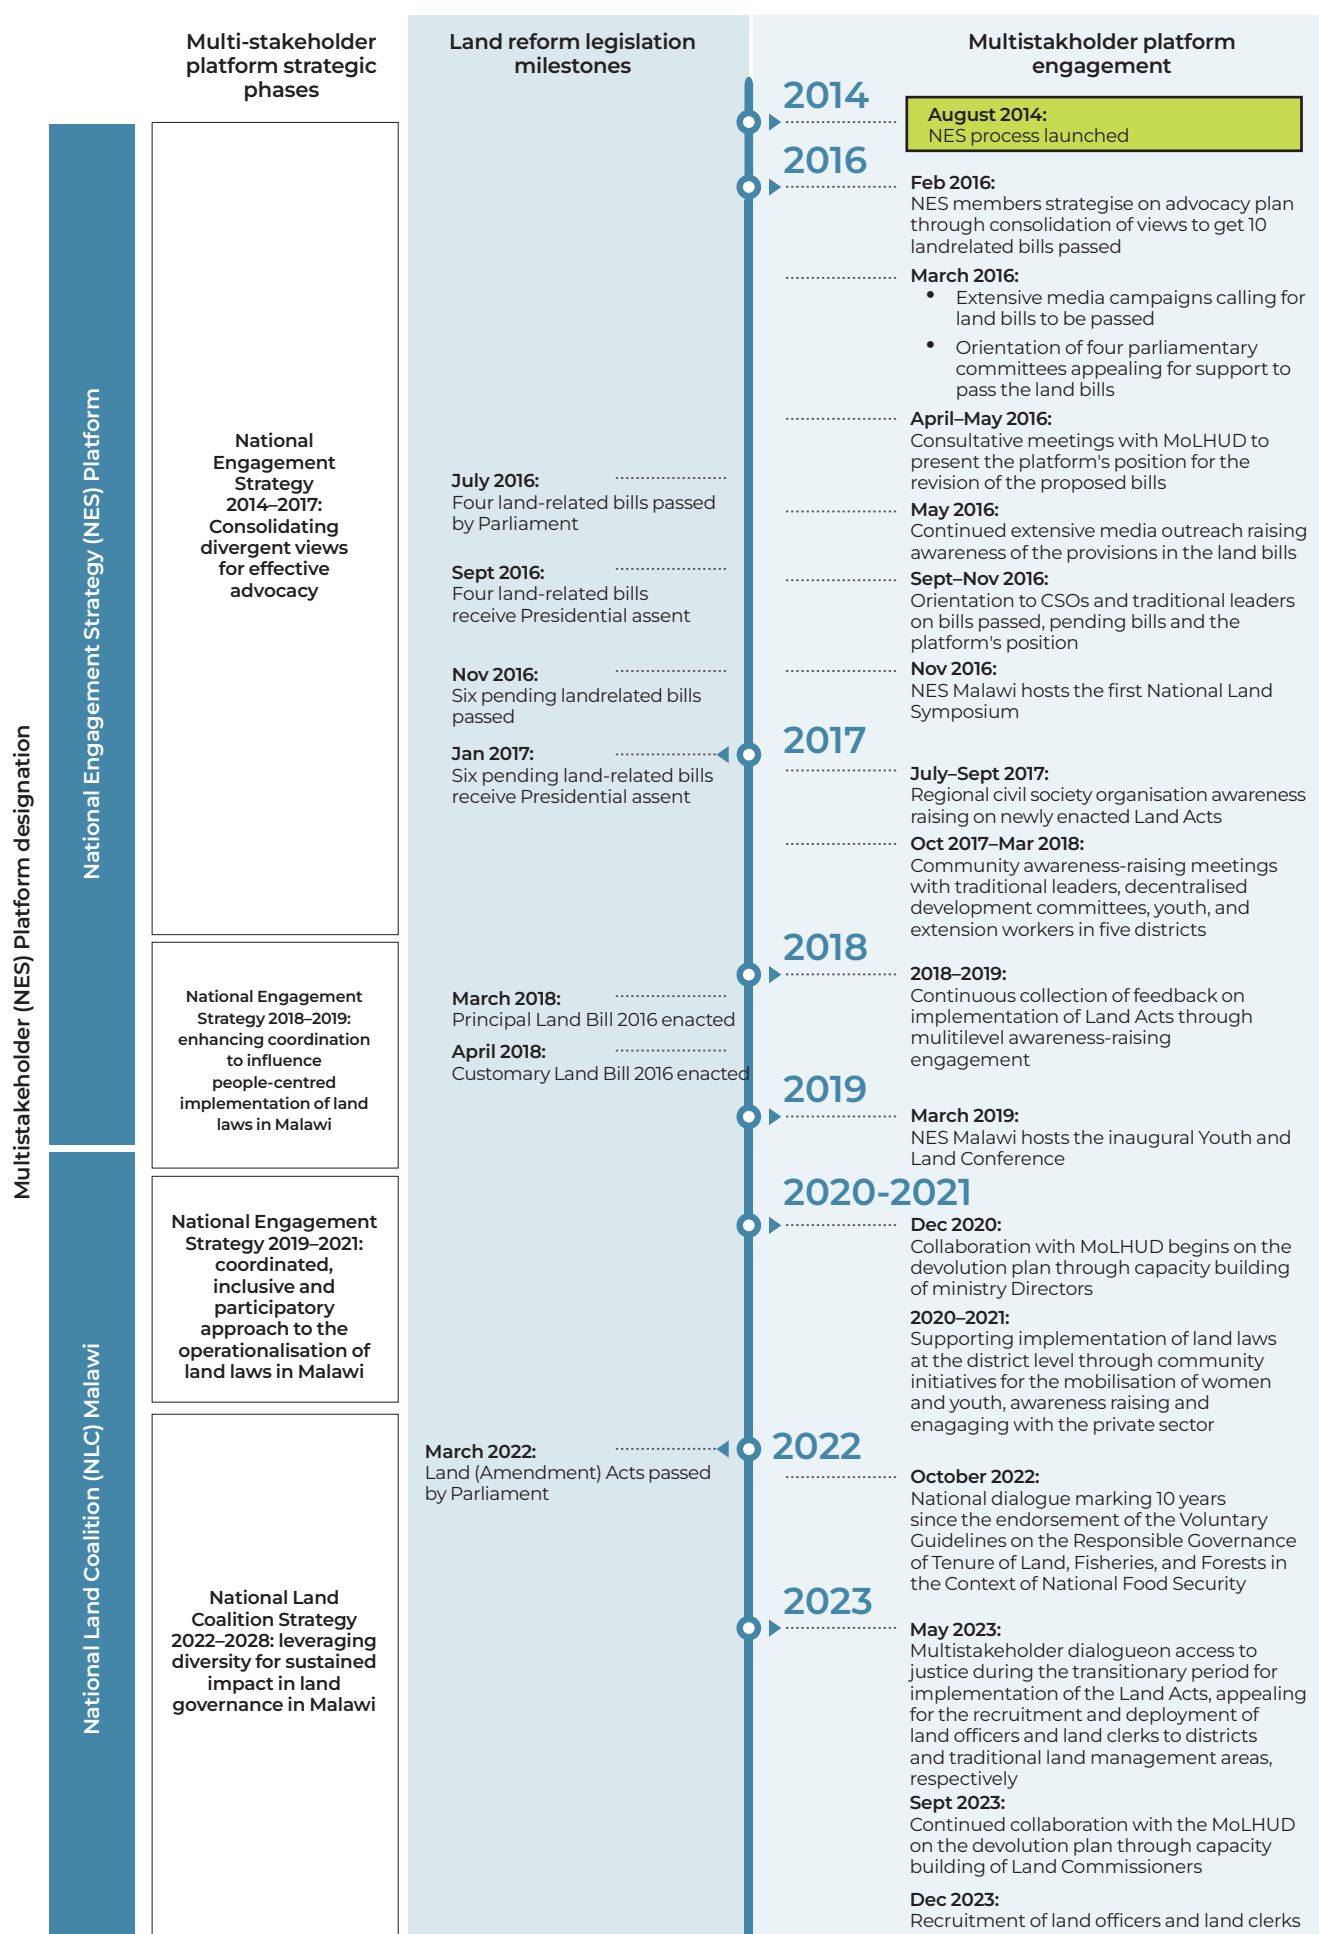 Multi-stakeholder
platform strategic
phases
Land reform legislation
milestones
Multistakholder platform
engagement
Multistakeholder (NES) Platform designation
National Engagement Strategy (NES) Platform
National Land Coalition (NLC) Malawi
National
Engagement
Strategy
2014–2017:
Consolidating
divergent views
for effective
advocacy
National Engagement
Strategy 2018–2019:
enhancing coordination
to influence
people-centred
implementation of land
laws in Malawi
National Engagement
Strategy 2019–2021:
coordinated,
inclusive and
participatory
approach to the
operationalisation of
land laws in Malawi
National Land
Coalition Strategy
2022–2028: leveraging
diversity for sustained
impact in land
governance in Malawi
July 2016:
Four land-related bills passed
by Parliament
Sept 2016:
Four land-related bills
receive Presidential assent
Nov 2016:
Six pending landrelated bills
passed
Jan 2017:
Six pending land-related bills
receive Presidential assent
March 2018:
Principal Land Bill 2016 enacted
April 2018:
Customary Land Bill 2016 enacted
March 2022:
Land (Amendment) Acts passed
by Parliament
2014
August 2014:
NES process launched
2016
Feb 2016:
NES members strategise on advocacy plan
through consolidation of views to get 10
landrelated bills passed
March 2016:
• Extensive media campaigns calling for
land bills to be passed
• Orientation of four parliamentary
committees appealing for support to
pass the land bills
April–May 2016:
Consultative meetings with MoLHUD to
present the platform's position for the
revision of the proposed bills
May 2016:
Continued extensive media outreach raising
awareness of the provisions in the land bills
Sept–Nov 2016:
Orientation to CSOs and traditional leaders
on bills passed, pending bills and the
platform's position
Nov 2016:
NES Malawi hosts the first National Land
Symposium
2017
July–Sept 2017:
Regional civil society organisation awareness
raising on newly enacted Land Acts
Oct 2017–Mar 2018:
Community awareness-raising meetings
with traditional leaders, decentralised
development committees, youth, and
extension workers in five districts
2018
2018–2019:
Continuous collection of feedback on
implementation of Land Acts through
mulitilevel awareness-raising
engagement
2019
March 2019:
NES Malawi hosts the inaugural Youth and
Land Conference
2020-2021
Dec 2020:
Collaboration with MoLHUD begins on the
devolution plan through capacity building
of ministry Directors
2020–2021:
Supporting implementation of land laws
at the district level through community
initiatives for the mobilisation of women
and youth, awareness raising and
enagaging with the private sector
2022
October 2022:
National dialogue marking 10 years
since the endorsement of the Voluntary
Guidelines on the Responsible Governance
of Tenure of Land, Fisheries, and Forests in
the Context of National Food Security
2023
May 2023:
Multistakeholder dialogueon access to
justice during the transitionary period for
implementation of the Land Acts, appealing
for the recruitment and deployment of
land officers and land clerks to districts
and traditional land management areas,
respectively
Sept 2023:
Continued collaboration with the MoLHUD
on the devolution plan through capacity
building of Land Commissioners
Dec 2023:
Recruitment of land officers and land clerks